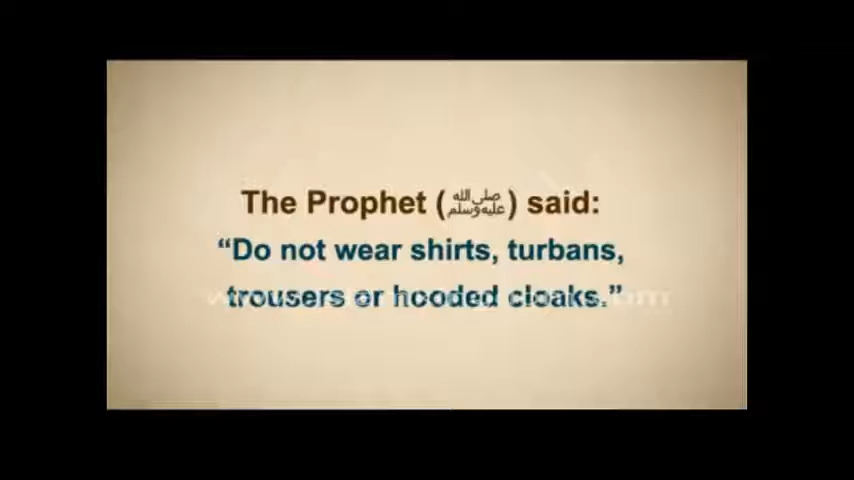 The Prophet (ﷺ) said:
“Do not wear shirts, turbans,
trousers or hooded cloaks.”